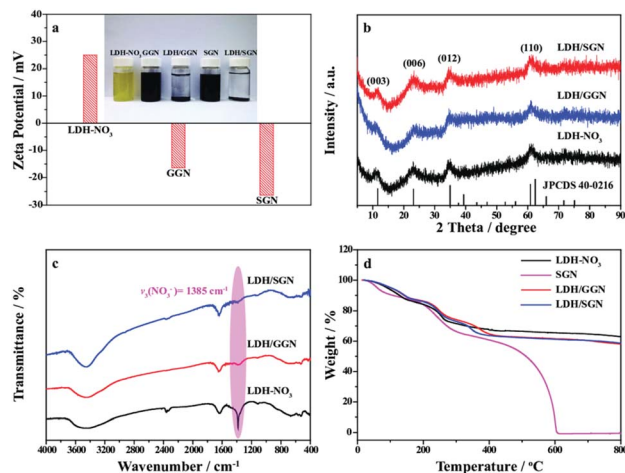 a
LDH-NO₃ GGN LDH/GGN SGN LDH/SGN
Zeta Potential / mV
30
20
10
0
-10
-20
-30
LDH-NO₃
GGN
SGN
b
Intensity / a.u.
(003)
(006)
(012)
(110)
LDH/SGN
LDH/GGN
LDH-NO₃
JPCDS 40-0216
10 20 30 40 50 60 70 80 90
2 Theta / degree
c
Transmittance / %
ν₃(NO₃⁻)= 1385 cm⁻¹
LDH/SGN
LDH/GGN
LDH-NO₃
4000 3600 3200 2800 2400 2000 1600 1200 800 400
Wavenumber / cm⁻¹
d
Weight / %
120
100
80
60
40
20
0
LDH-NO₃
SGN
LDH/GGN
LDH/SGN
0 200 400 600 800
Temperature / °C